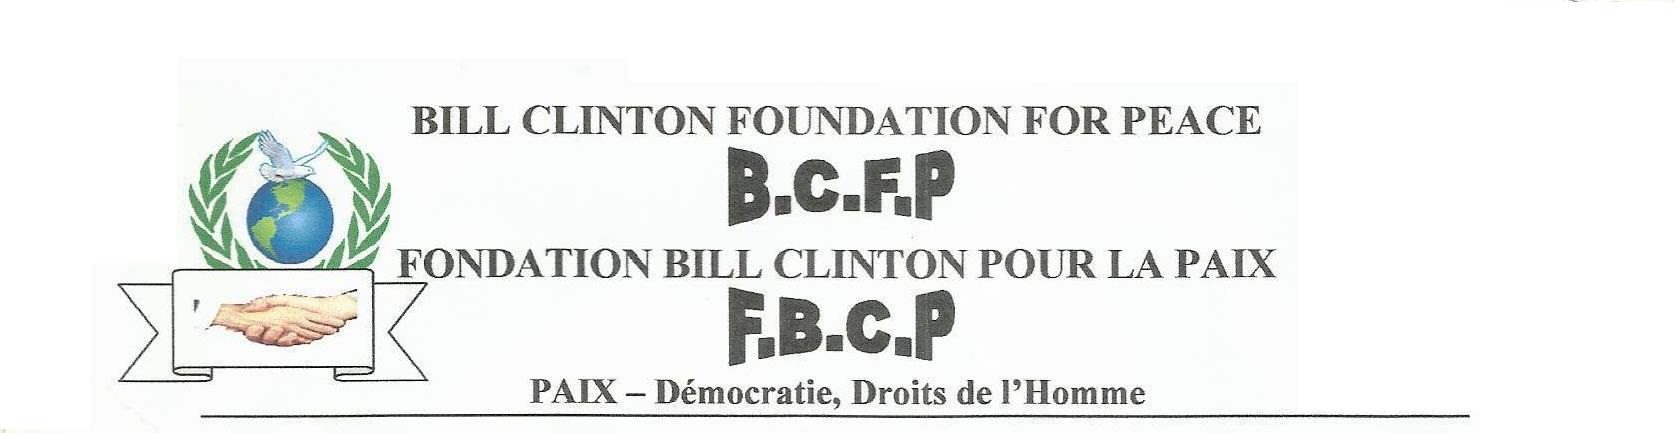 BILL CLINTON FOUNDATION FOR PEACE
B.C.F.P
FONDATION BILL CLINTON POUR LA PAIX
F.B.C.P
PAIX – Démocratie, Droits de l'Homme